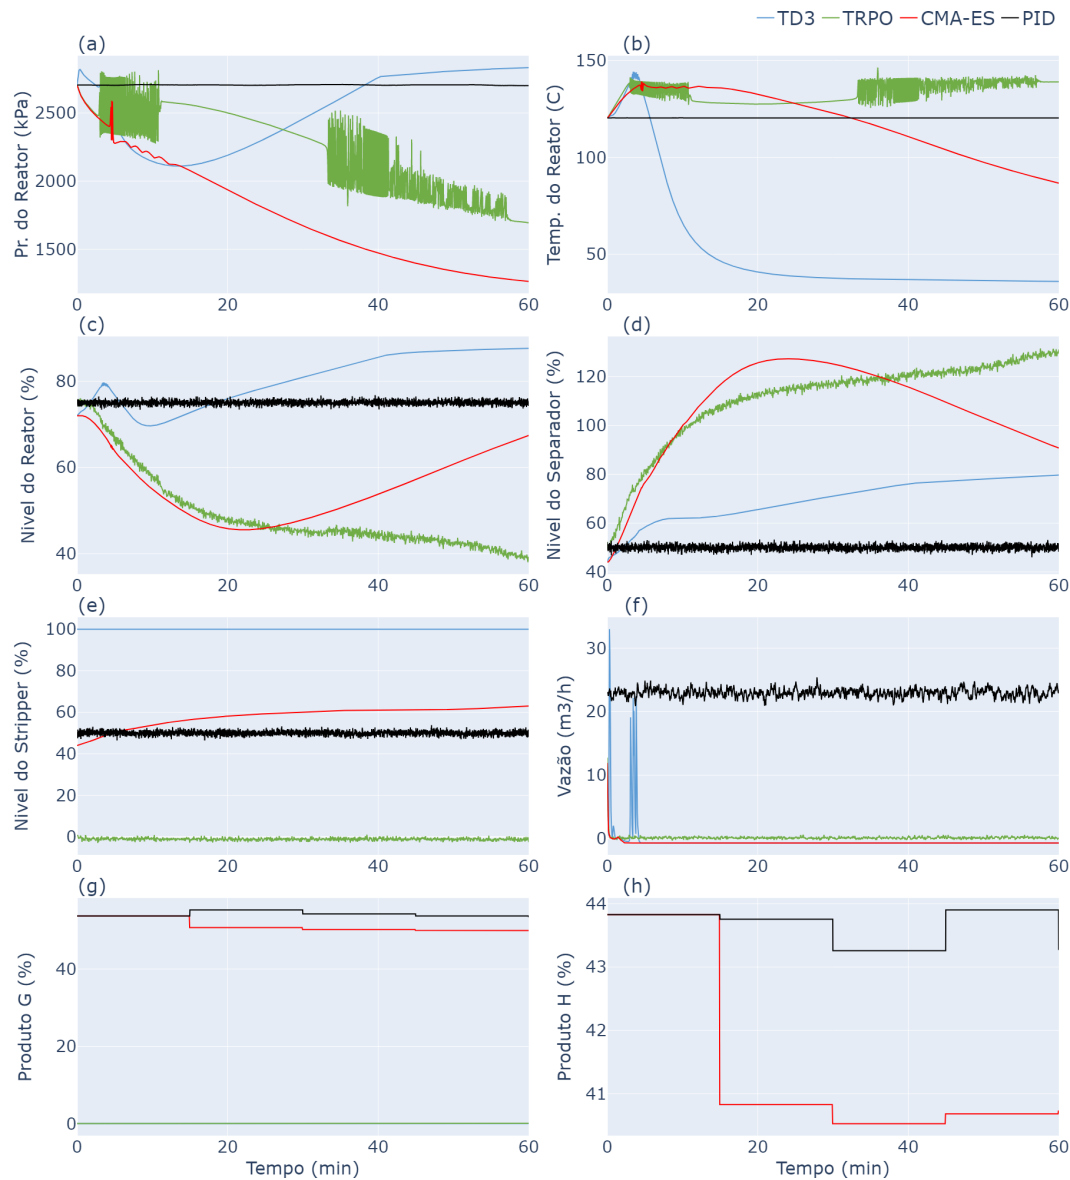 TD3 TRPO CMA-ES PID
(a)
Pr. do Reator (kPa)
2500
2000
1500
0 20 40 60
(b)
Temp. do Reator (C)
150
100
50
0 20 40 60
(c)
Nivel do Reator (%)
80
60
40
0 20 40 60
(d)
Nivel do Separador (%)
120
100
80
60
40
0 20 40 60
(e)
Nivel do Stripper (%)
100
80
60
40
20
0
0 20 40 60
(f)
Vazão (m3/h)
30
20
10
0
0 20 40 60
(g)
Produto G (%)
40
20
0
0 20 40 60
Tempo (min)
(h)
Produto H (%)
44
43
42
41
0 20 40 60
Tempo (min)